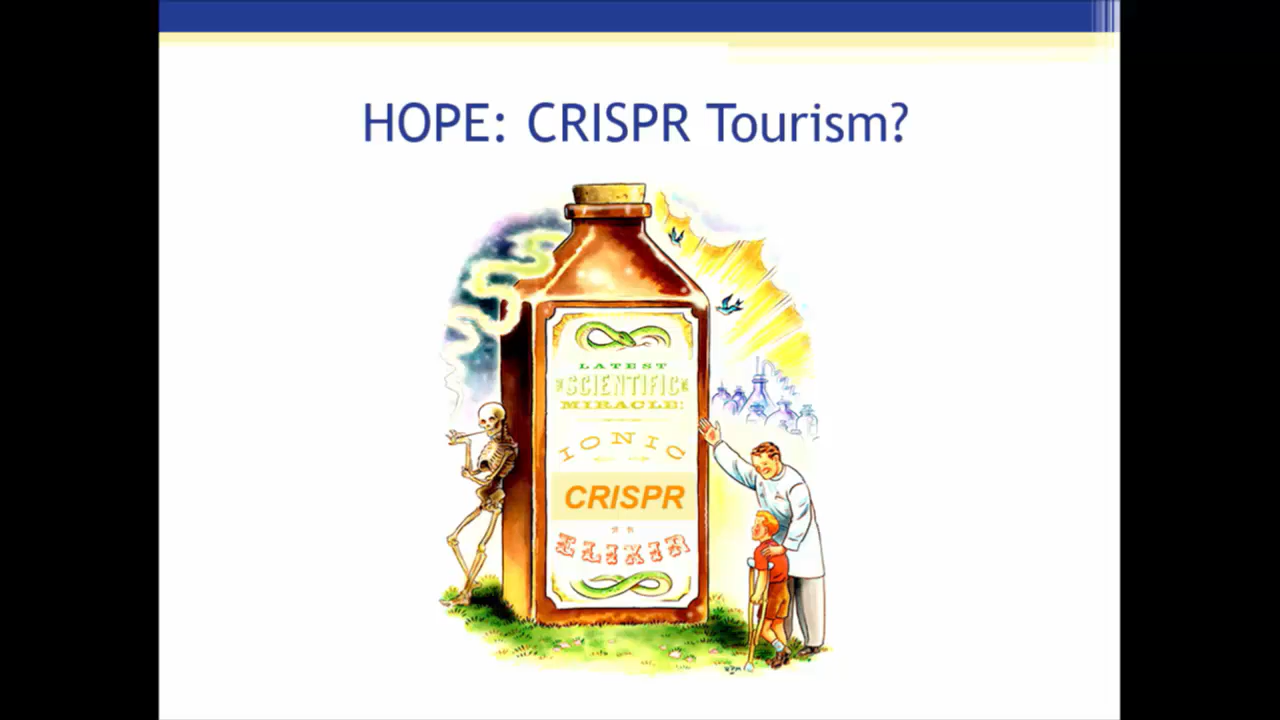 HOPE: CRISPR Tourism?
LATEST
SCIENTIFIC
MIRACLE:
IONIC
CRISPR
ELIXIR